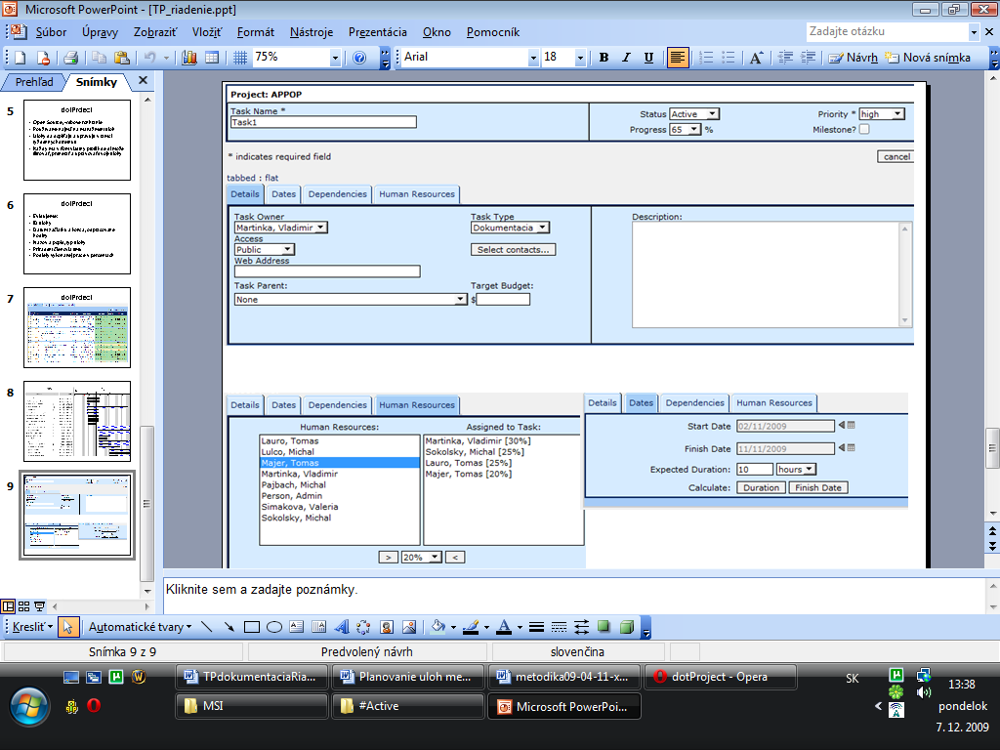 Microsoft PowerPoint - [TP_riadenie.ppt]
Súbor Úpravy Zobraziť Vložiť Formát Nástroje Prezentácia Okno Pomocník Zadajte otázku
75% Arial 18 B I U Návrh Nová snímka
Prehľad Snímky
5
dotProject
6
dotProject
7
dotProject
8
9
Project: APPOP
Task Name *
Task1
Status Active
Progress 65 %
Priority * high
Milestone?
* indicates required field
cancel
tabbed : flat
Details Dates Dependencies Human Resources
Task Owner
Martinka, Vladimir
Access
Public
Web Address
Task Parent:
None
Task Type
Dokumentacia
Select contacts...
Target Budget:
$
Description:
Details Dates Dependencies Human Resources
Human Resources:
Lauro, Tomas
Lulco, Michal
Majer, Tomas
Martinka, Vladimir
Pajbach, Michal
Person, Admin
Simakova, Valeria
Sokolsky, Michal
Assigned to Task:
Martinka, Vladimir [30%]
Sokolsky, Michal [25%]
Lauro, Tomas [25%]
Majer, Tomas [20%]
> 20% <
Details Dates Dependencies Human Resources
Start Date 02/11/2009
Finish Date 11/11/2009
Expected Duration: 10 hours
Calculate: Duration Finish Date
Kliknite sem a zadajte poznámky.
Kresliť Automatické tvary
Snímka 9 z 9 Predvolený návrh slovenčina
TPdokumentaciaRia... Planovanie uloh me... metodika09-04-11-x... dotProject - Opera
MSI #Active Microsoft PowerPoi...
SK
13:38
pondelok
7. 12. 2009